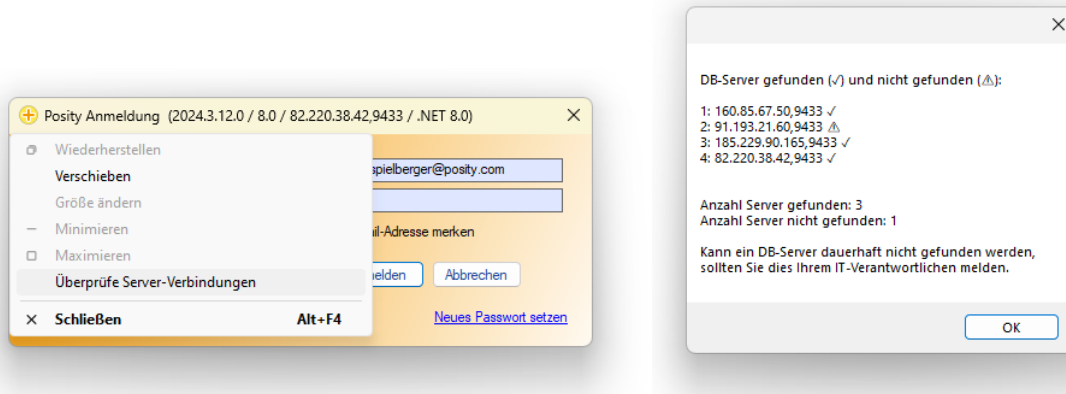 Posity Anmeldung (2024.3.12.0 / 8.0 / 82.220.38.42,9433 / .NET 8.0)
Wiederherstellen
Verschieben
Größe ändern
Minimieren
Maximieren
Überprüfe Server-Verbindungen
Schließen Alt+F4
spielberger@posity.com
il-Adresse merken
elden
Abbrechen
Neues Passwort setzen
DB-Server gefunden (✓) und nicht gefunden (⚠):
1: 160.85.67.50,9433 ✓
2: 91.193.21.60,9433 ⚠
3: 185.229.90.165,9433 ✓
4: 82.220.38.42,9433 ✓
Anzahl Server gefunden: 3
Anzahl Server nicht gefunden: 1
Kann ein DB-Server dauerhaft nicht gefunden werden,
sollten Sie dies Ihrem IT-Verantwortlichen melden.
OK